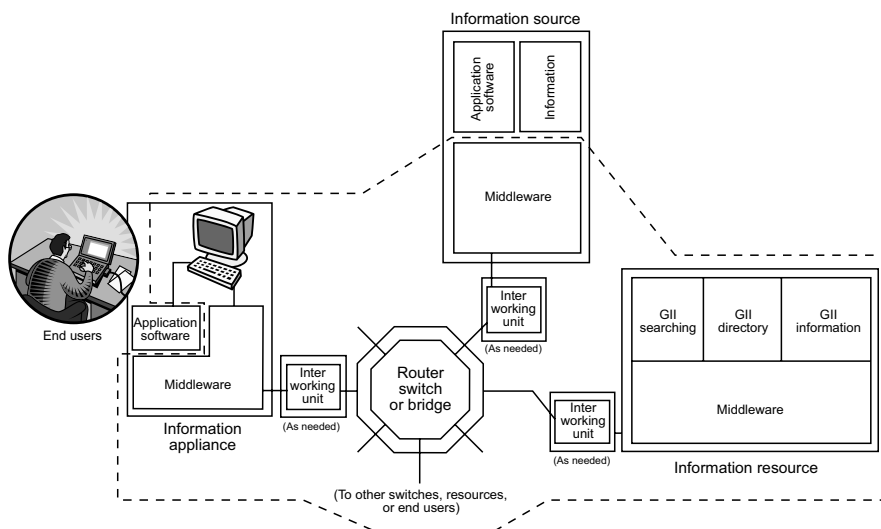 Information source
Application
software
Information
Middleware
Inter
working
unit
(As needed)
End users
Application
software
Middleware
Information
appliance
Inter
working
unit
(As needed)
Router
switch
or bridge
(To other switches, resources,
or end users)
Inter
working
unit
(As needed)
GII
searching
GII
directory
GII
information
Middleware
Information resource